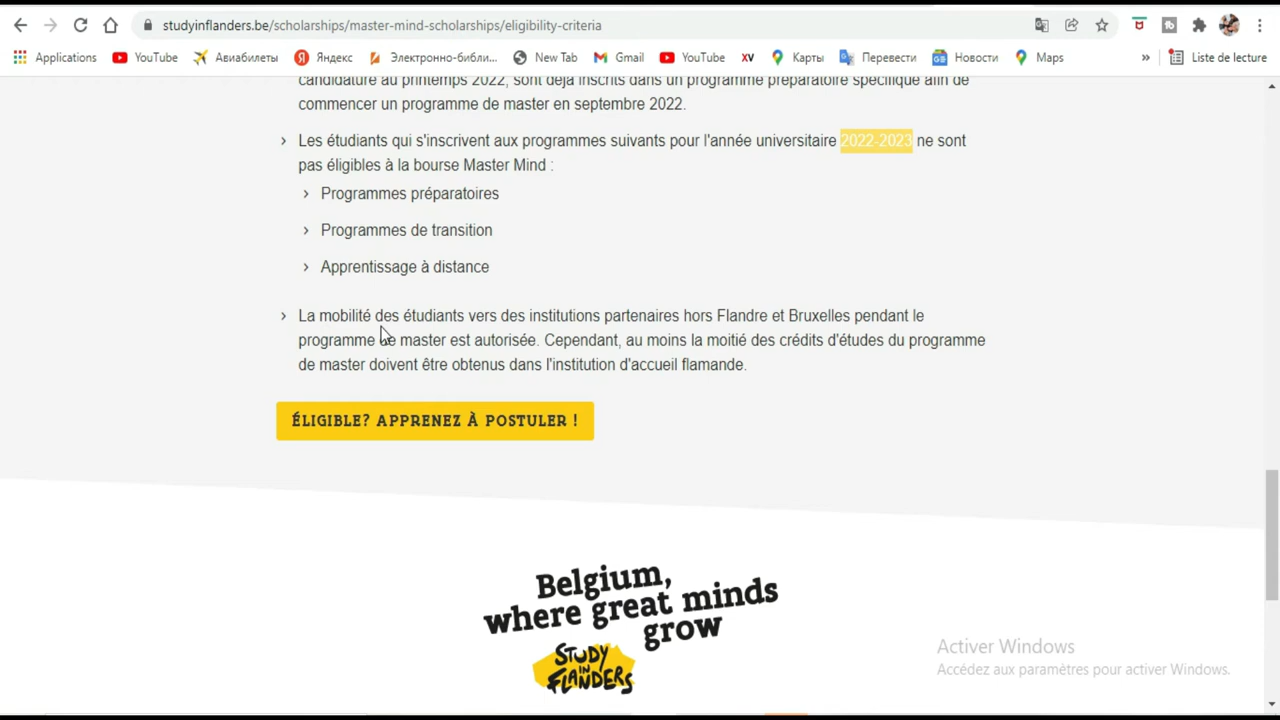 studyinflanders.be/scholarships/master-mind-scholarships/eligibility-criteria
Applications YouTube Авиабилеты Яндекс Электронно-библи... New Tab Gmail YouTube XV Карты Перевести Новости Maps » Liste de lecture
candidature au printemps 2022, sont déjà inscrits dans un programme préparatoire spécifique afin de
commencer un programme de master en septembre 2022.
Les étudiants qui s'inscrivent aux programmes suivants pour l'année universitaire 2022-2023 ne sont
pas éligibles à la bourse Master Mind :
Programmes préparatoires
Programmes de transition
Apprentissage à distance
La mobilité des étudiants vers des institutions partenaires hors Flandre et Bruxelles pendant le
programme de master est autorisée. Cependant, au moins la moitié des crédits d'études du programme
de master doivent être obtenus dans l'institution d'accueil flamande.
ÉLIGIBLE? APPRENEZ À POSTULER !
Belgium,
where great minds
grow
STUDY
IN
FLANDERS
Activer Windows
Accédez aux paramètres pour activer Windows.